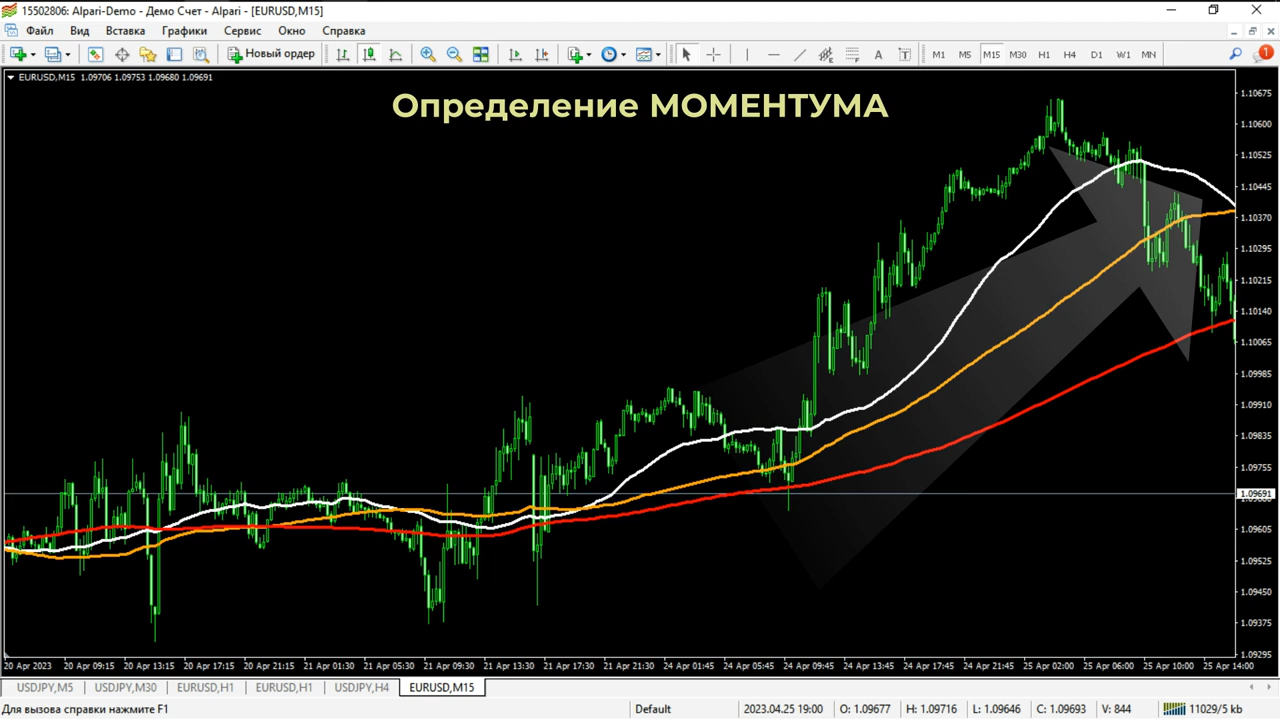 15502806: Alpari-Demo - Демо Счет - Alpari - [EURUSD,M15]
Файл Вид Вставка Графики Сервис Окно Справка
Новый ордер A T M1 M5 M15 M30 H1 H4 D1 W1 MN 1
EURUSD,M15 1.09706 1.09753 1.09680 1.09691
Определение МОМЕНТУМА
1.10675
1.10600
1.10525
1.10445
1.10370
1.10295
1.10215
1.10140
1.10065
1.09985
1.09910
1.09835
1.09755
1.09691
1.09605
1.09525
1.09450
1.09375
1.09295
20 Apr 2023 20 Apr 09:15 20 Apr 13:15 20 Apr 17:15 20 Apr 21:15 21 Apr 01:30 21 Apr 05:30 21 Apr 09:30 21 Apr 13:30 21 Apr 17:30 21 Apr 21:30 24 Apr 01:45 24 Apr 05:45 24 Apr 09:45 24 Apr 13:45 24 Apr 17:45 24 Apr 21:45 25 Apr 02:00 25 Apr 06:00 25 Apr 10:00 25 Apr 14:00
USDJPY,M5 USDJPY,M30 EURUSD,H1 EURUSD,H1 USDJPY,H4 EURUSD,M15
Для вызова справки нажмите F1 Default 2023.04.25 19:00 O: 1.09677 H: 1.09716 L: 1.09646 C: 1.09693 V: 844 11029/5 kb